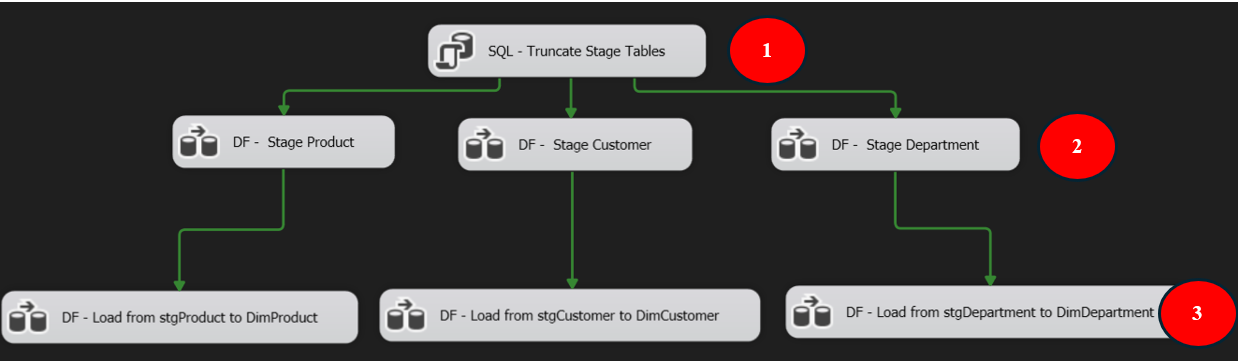 SQL - Truncate Stage Tables
1
DF - Stage Product
DF - Stage Customer
DF - Stage Department
2
DF - Load from stgProduct to DimProduct
DF - Load from stgCustomer to DimCustomer
DF - Load from stgDepartment to DimDepartment
3